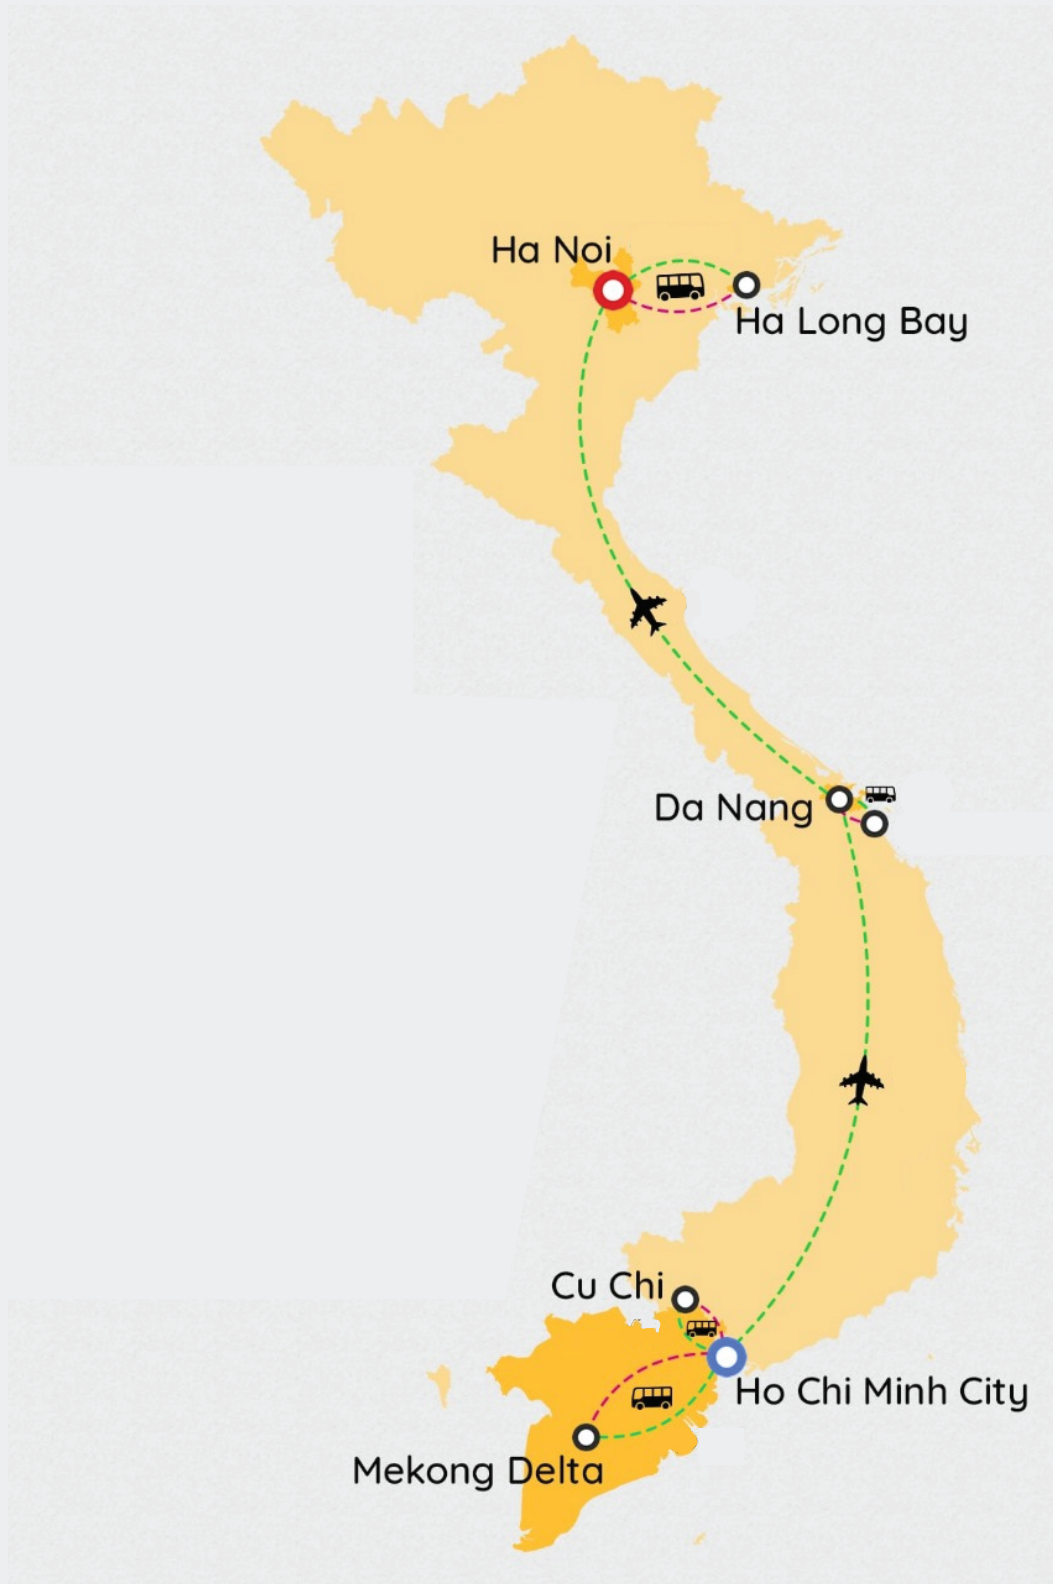 Ha Noi
Ha Long Bay
Da Nang
Cu Chi
Ho Chi Minh City
Mekong Delta